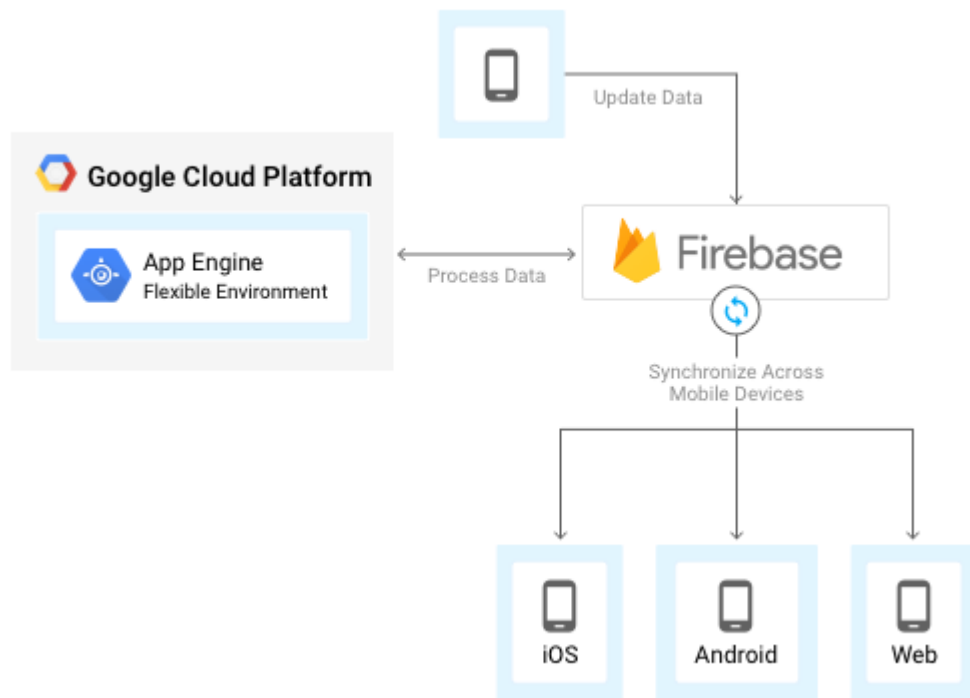 Update Data
Google Cloud Platform
App Engine
Flexible Environment
Process Data
Firebase
Synchronize Across
Mobile Devices
iOS
Android
Web